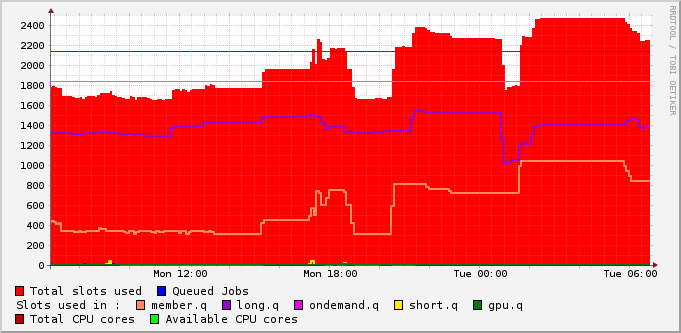 RRDTOOL / TOBI OETIKER
2400
2200
2000
1800
1600
1400
1200
1000
800
600
400
200
0
Mon 12:00 Mon 18:00 Tue 00:00 Tue 06:00
Total slots used Queued Jobs
Slots used in : member.q long.q ondemand.q short.q gpu.q
Total CPU cores Available CPU cores